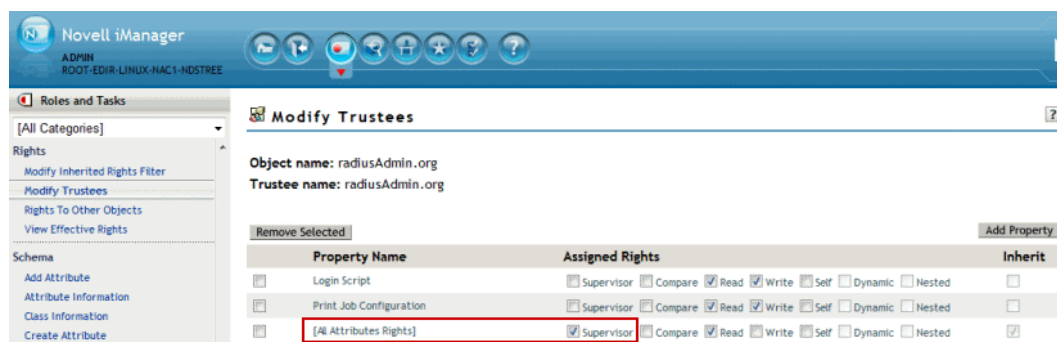 Novell iManager
ADMIN
ROOT-EDIR-LINUX-NAC1-NDSTREE
Roles and Tasks
[All Categories]
Rights
Modify Inherited Rights Filter
Modify Trustees
Rights To Other Objects
View Effective Rights
Schema
Add Attribute
Attribute Information
Class Information
Create Attribute
Modify Trustees
?
Object name: radiusAdmin.org
Trustee name: radiusAdmin.org
Remove Selected Add Property
Property Name Assigned Rights Inherit
Login Script Supervisor Compare Read Write Self Dynamic Nested
Print Job Configuration Supervisor Compare Read Write Self Dynamic Nested
[All Attributes Rights] Supervisor Compare Read Write Self Dynamic Nested